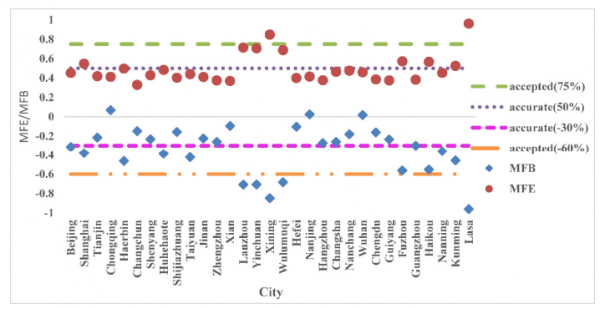 1
0.8
0.6
0.4
0.2
0
-0.2
-0.4
-0.6
-0.8
-1
MFE/MFB
Beijing
Shanghai
Tianjin
Chongqing
Haerbin
Changchun
Shenyang
Huhehaote
Shijiazhuang
Taiyuan
Jinan
Zhengzhou
Xian
Lanzhou
Yinchuan
Xining
Wulumuqi
Hefei
Nanjing
Hangzhou
Changsha
Nanchang
Wuhan
Chengdu
Guiyang
Fuzhou
Guangzhou
Haikou
Nanning
Kunming
Lasa
City
accepted(75%)
accurate(50%)
accurate(-30%)
accepted(-60%)
MFB
MFE